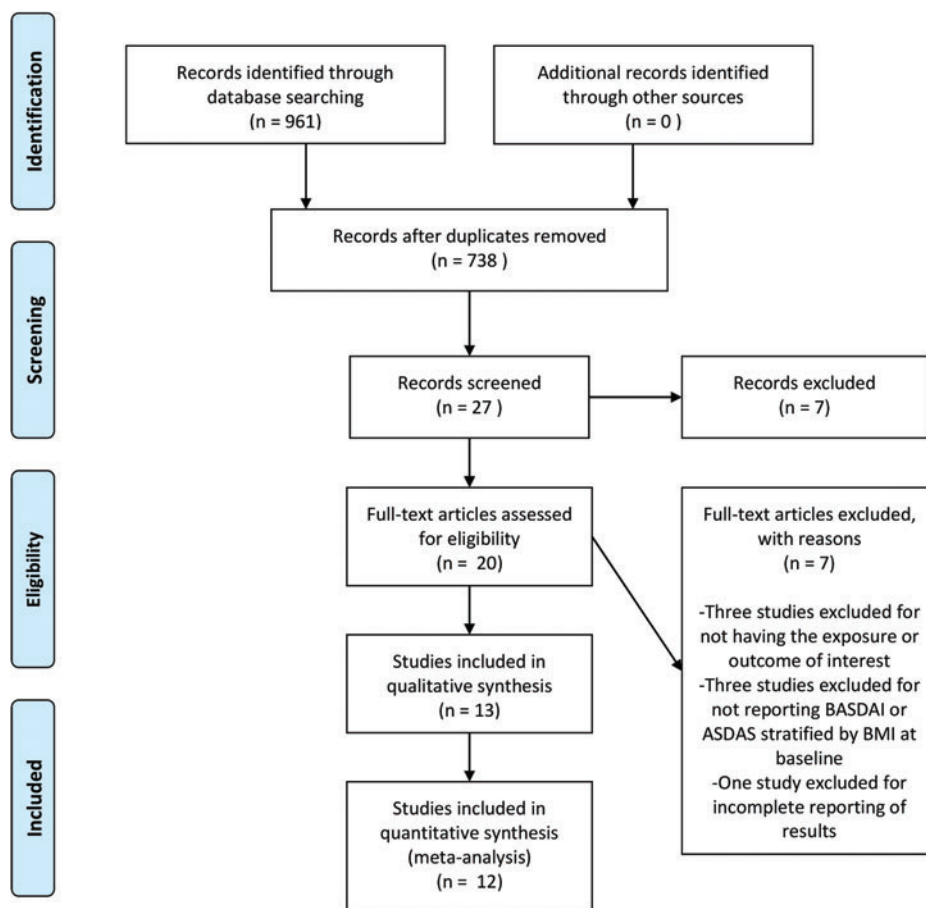 Identification
Records identified through
database searching
(n = 961)
Additional records identified
through other sources
(n = 0 )
Records after duplicates removed
(n = 738 )
Screening
Records screened
(n = 27 )
Records excluded
(n = 7)
Eligibility
Full-text articles assessed
for eligibility
(n = 20)
Full-text articles excluded,
with reasons
(n = 7)
-Three studies excluded for
not having the exposure or
outcome of interest
-Three studies excluded for
not reporting BASDAI or
ASDAS stratified by BMI at
baseline
-One study excluded for
incomplete reporting of
results
Studies included in
qualitative synthesis
(n = 13)
Included
Studies included in
quantitative synthesis
(meta-analysis)
(n = 12)